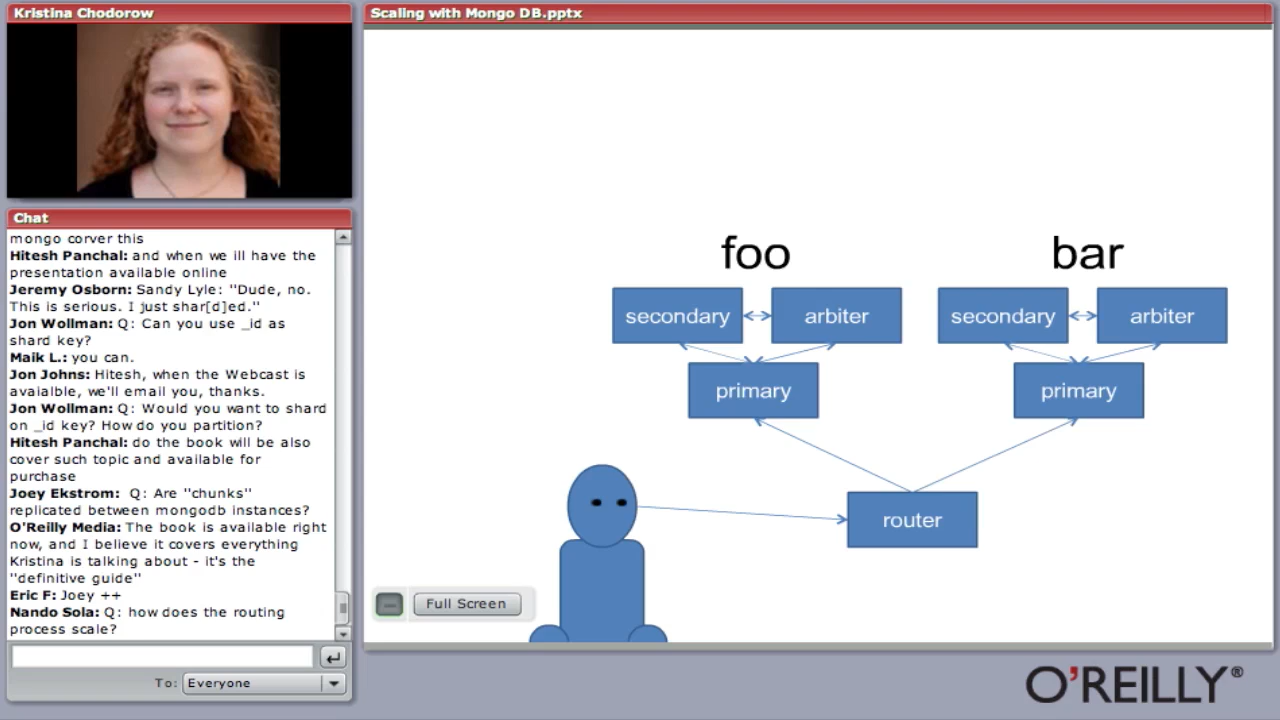 Kristina Chodorow
Scaling with Mongo DB.pptx
Chat
mongo corver this
Hitesh Panchal: and when we ill have the
presentation available online
Jeremy Osborn: Sandy Lyle: "Dude, no.
This is serious. I just shar[d]ed."
Jon Wollman: Q: Can you use _id as
shard key?
Maik L.: you can.
Jon Johns: Hitesh, when the Webcast is
avaialble, we'll email you, thanks.
Jon Wollman: Q: Would you want to shard
on _id key? How do you partition?
Hitesh Panchal: do the book will be also
cover such topic and available for
purchase
Joey Ekstrom: Q: Are "chunks"
replicated between mongodb instances?
O'Reilly Media: The book is available right
now, and I believe it covers everything
Kristina is talking about - it's the
"definitive guide"
Eric F: Joey ++
Nando Sola: Q: how does the routing
process scale?
To: Everyone
foo
bar
secondary
arbiter
secondary
arbiter
primary
primary
router
Full Screen
O'REILLY®